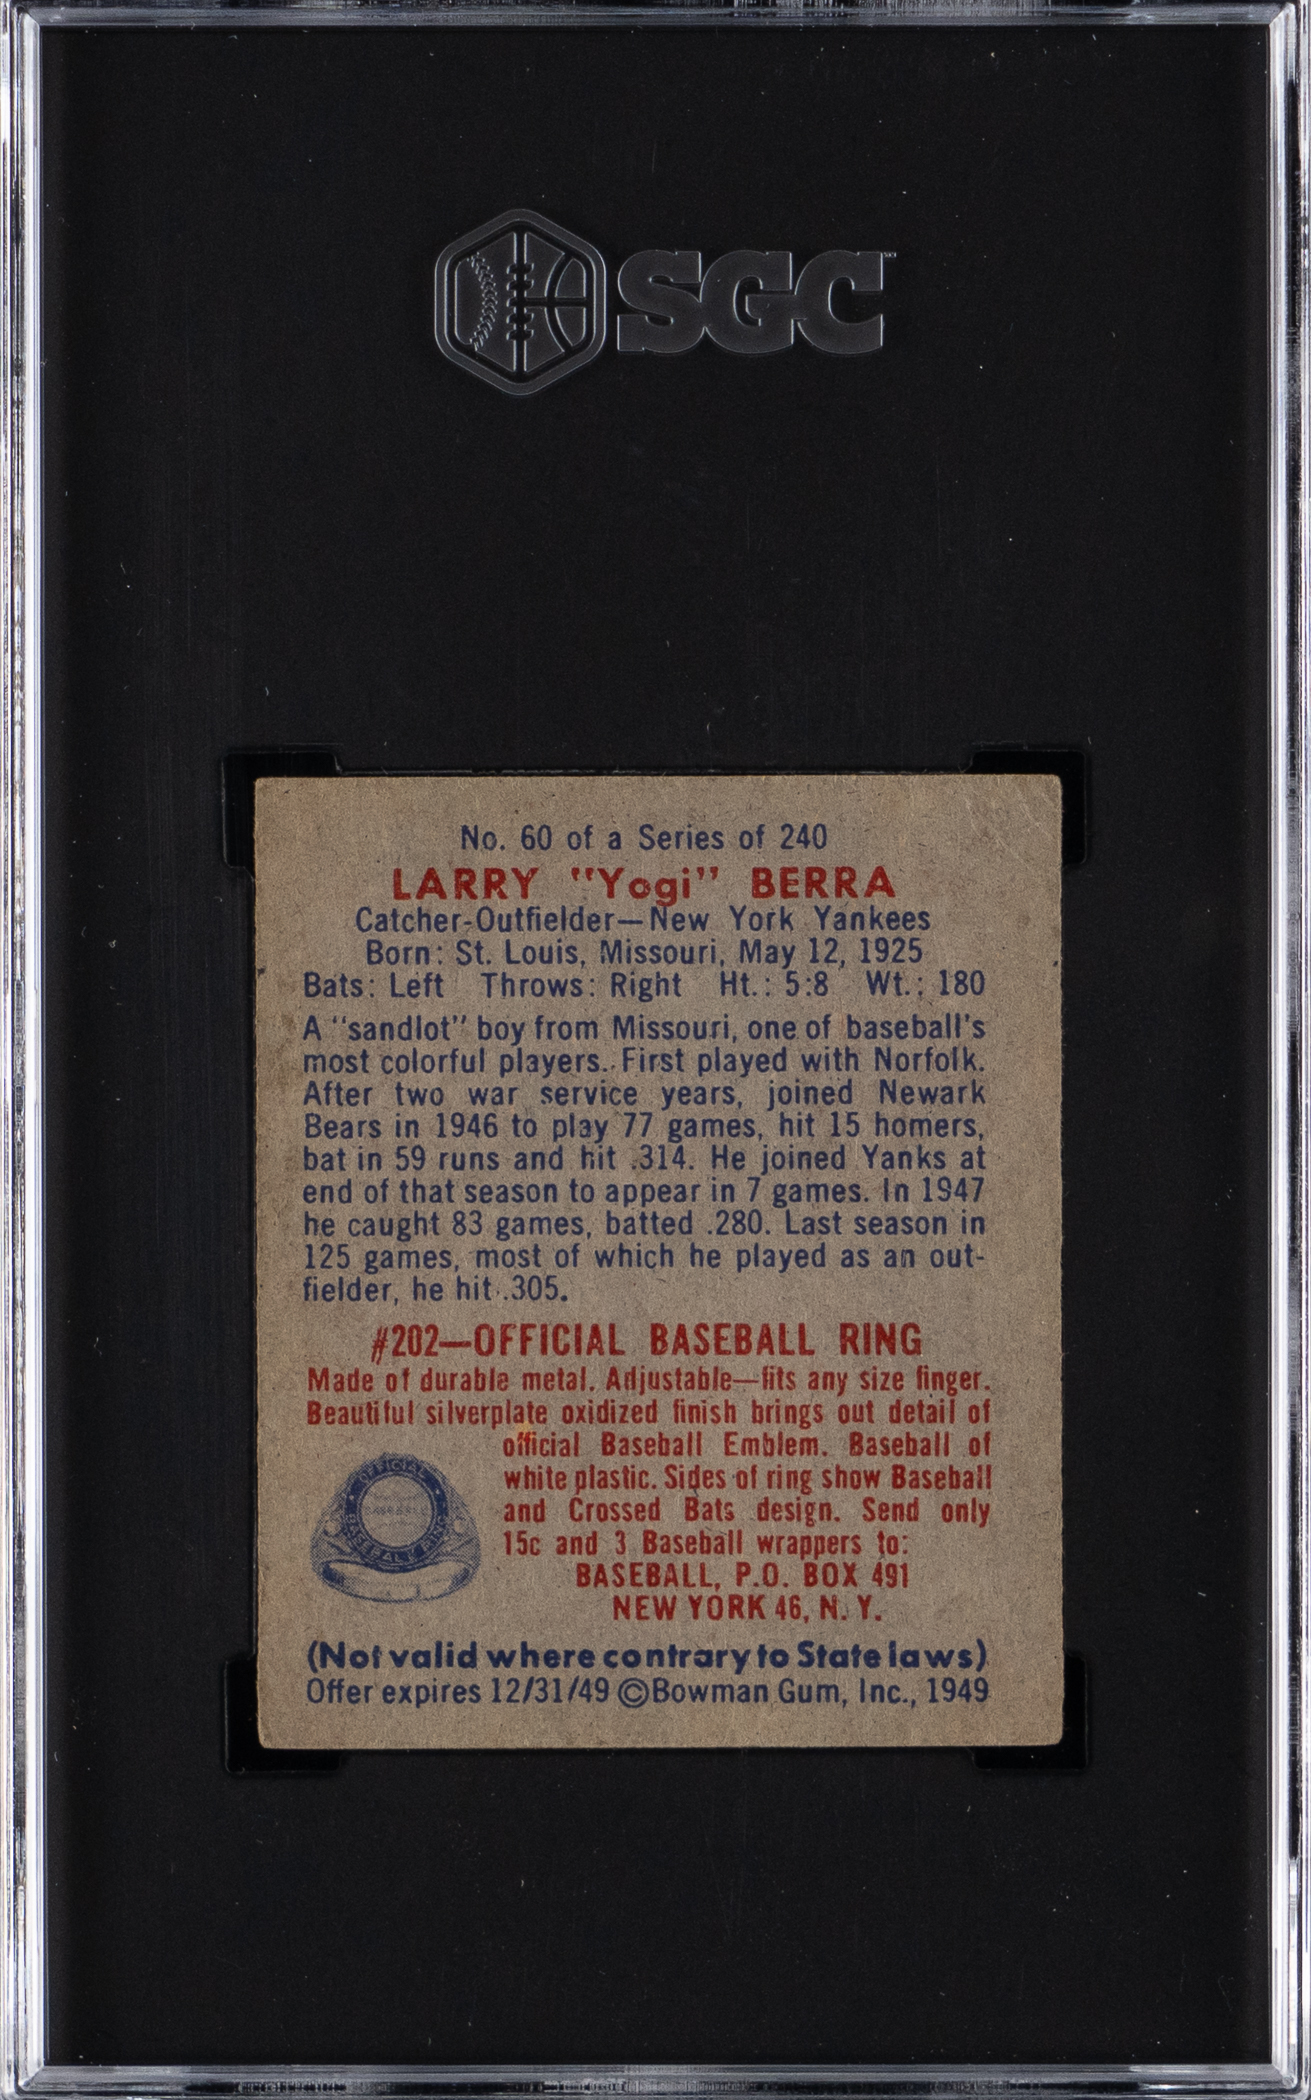 SGC
No. 60 of a Series of 240
LARRY "Yogi" BERRA
Catcher-Outfielder—New York Yankees
Born: St. Louis, Missouri, May 12, 1925
Bats: Left Throws: Right Ht.: 5:8 Wt.: 180
A "sandlot" boy from Missouri, one of baseball's
most colorful players. First played with Norfolk.
After two war service years, joined Newark
Bears in 1946 to play 77 games, hit 15 homers,
bat in 59 runs and hit .314. He joined Yanks at
end of that season to appear in 7 games. In 1947
he caught 83 games, batted .280. Last season in
125 games, most of which he played as an out-
fielder, he hit .305.
#202—OFFICIAL BASEBALL RING
Made of durable metal. Adjustable—fits any size finger.
Beautiful silverplate oxidized finish brings out detail of
official Baseball Emblem. Baseball of
white plastic. Sides of ring show Baseball
and Crossed Bats design. Send only
15c and 3 Baseball wrappers to:
BASEBALL, P.O. BOX 491
NEW YORK 46, N. Y.
OFFICIAL
BASEBALL RING
(Not valid where contrary to State laws)
Offer expires 12/31/49 ©Bowman Gum, Inc., 1949